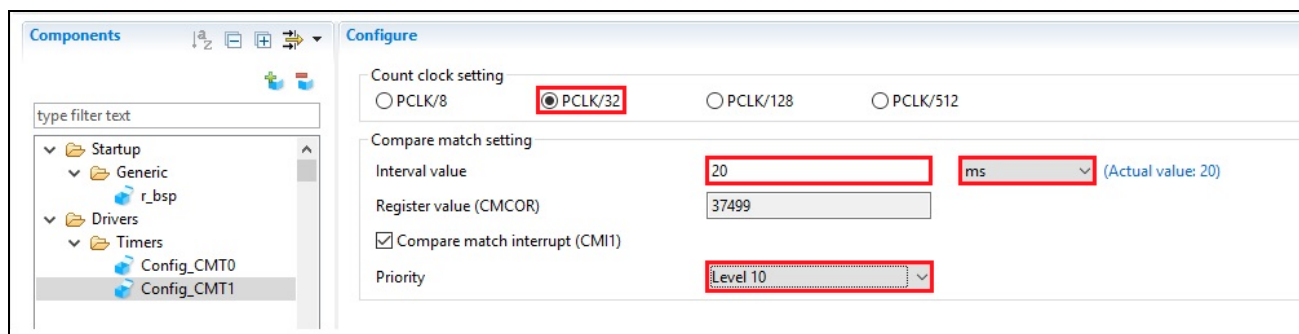 Components
Configure
type filter text
Startup
Generic
r_bsp
Drivers
Timers
Config_CMT0
Config_CMT1
Count clock setting
PCLK/8 PCLK/32 PCLK/128 PCLK/512
Compare match setting
Interval value 20 ms (Actual value: 20)
Register value (CMCOR) 37499
Compare match interrupt (CMI1)
Priority Level 10